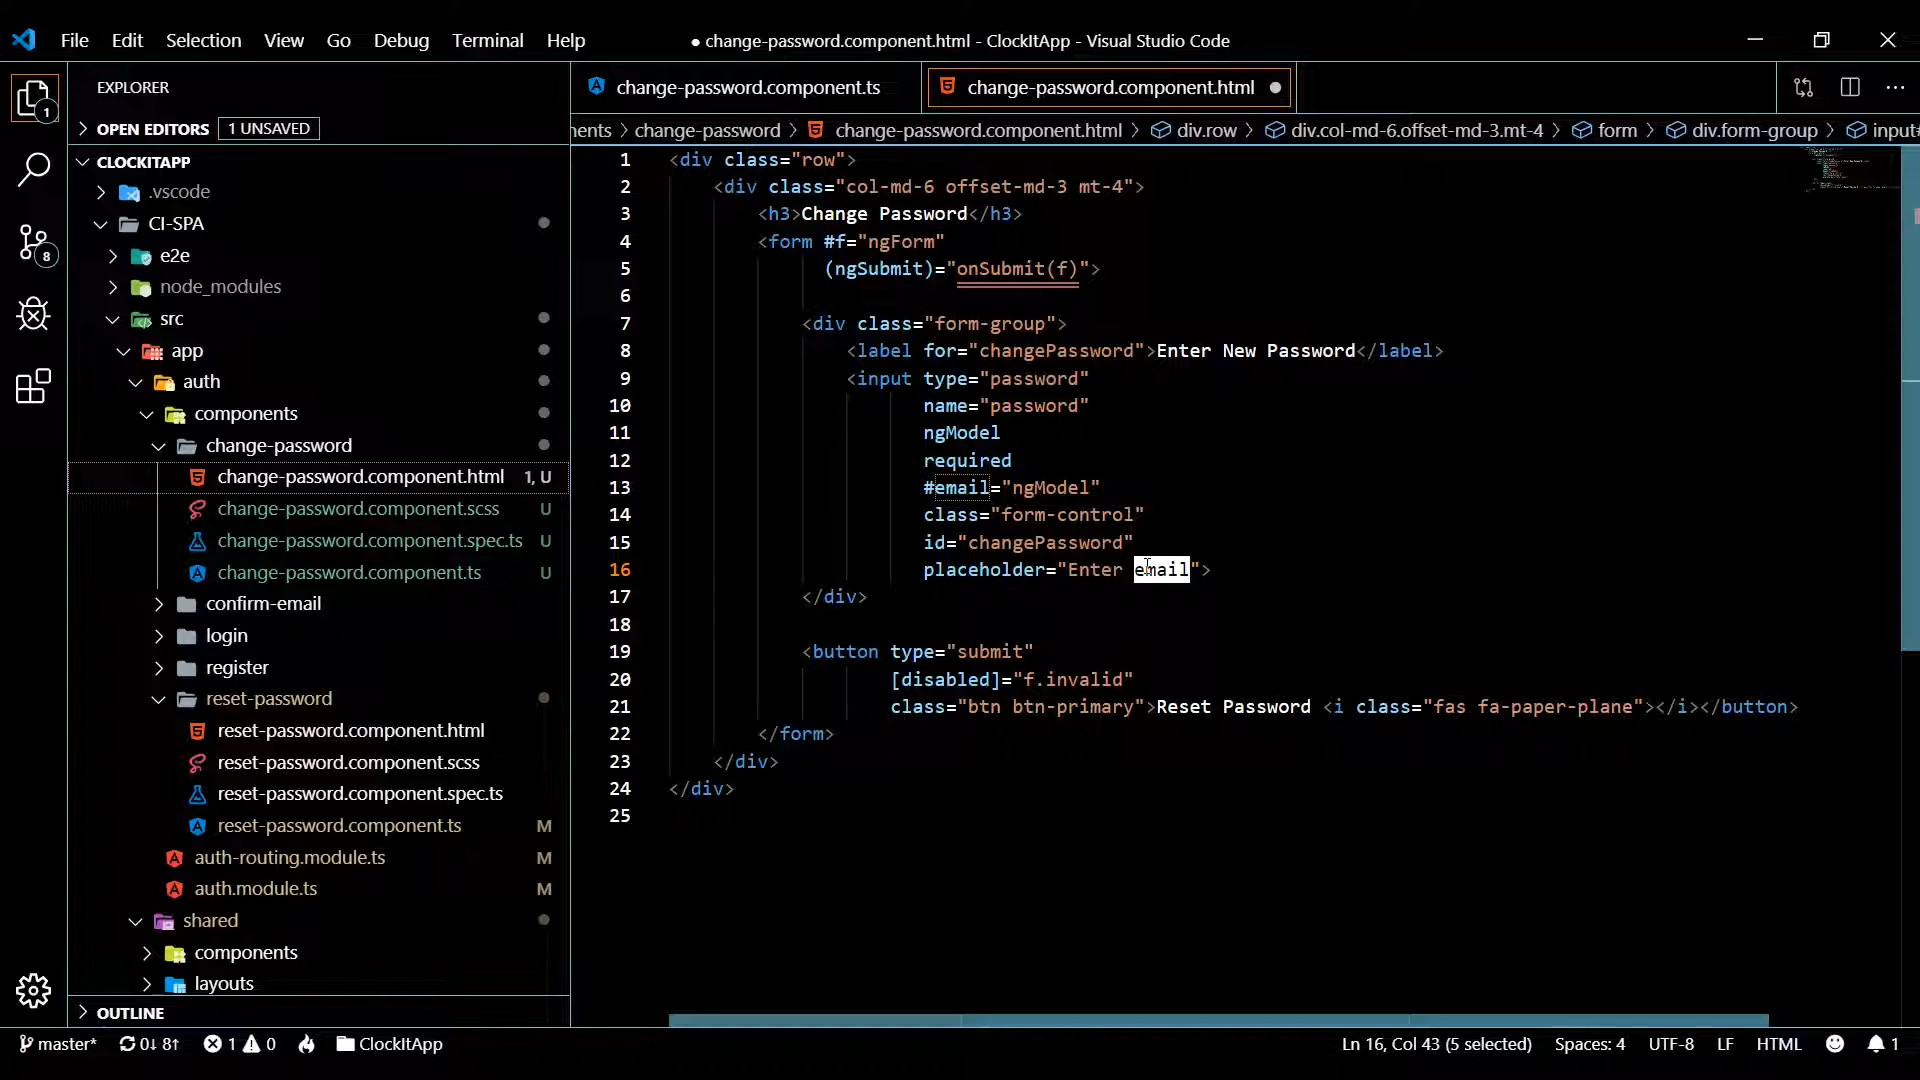 File Edit Selection View Go Debug Terminal Help
● change-password.component.html - ClockItApp - Visual Studio Code
EXPLORER
OPEN EDITORS 1 UNSAVED
CLOCKITAPP
.vscode
CI-SPA
e2e
node_modules
src
app
auth
components
change-password
change-password.component.html 1, U
change-password.component.scss U
change-password.component.spec.ts U
change-password.component.ts U
confirm-email
login
register
reset-password
reset-password.component.html
reset-password.component.scss
reset-password.component.spec.ts
reset-password.component.ts M
auth-routing.module.ts M
auth.module.ts M
shared
components
layouts
OUTLINE
1
8
change-password.component.ts change-password.component.html ●
nents > change-password > change-password.component.html > div.row > div.col-md-6.offset-md-3.mt-4 > form > div.form-group > input#
1 <div class="row">
2 <div class="col-md-6 offset-md-3 mt-4">
3 <h3>Change Password</h3>
4 <form #f="ngForm"
5 (ngSubmit)="onSubmit(f)">
6
7 <div class="form-group">
8 <label for="changePassword">Enter New Password</label>
9 <input type="password"
10 name="password"
11 ngModel
12 required
13 #email="ngModel"
14 class="form-control"
15 id="changePassword"
16 placeholder="Enter email">
17 </div>
18
19 <button type="submit"
20 [disabled]="f.invalid"
21 class="btn btn-primary">Reset Password <i class="fas fa-paper-plane"></i></button>
22 </form>
23 </div>
24 </div>
25
master* 0↓ 8↑ 1 0 ClockItApp Ln 16, Col 43 (5 selected) Spaces: 4 UTF-8 LF HTML 1